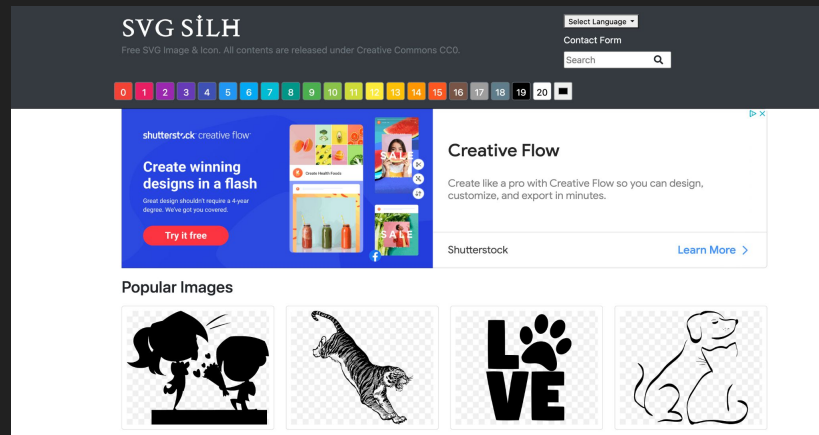 SVG SİLH
Free SVG Image & Icon. All contents are released under Creative Commons CC0.
Select Language
Contact Form
Search
0 1 2 3 4 5 6 7 8 9 10 11 12 13 14 15 16 17 18 19 20
shutterstock creative flow
Create winning
designs in a flash
Great design shouldn't require a 4-year
degree. We've got you covered.
Try it free
Create Health Foods
SALE
SALE
Creative Flow
Create like a pro with Creative Flow so you can design,
customize, and export in minutes.
Shutterstock
Learn More
Popular Images
LO
VE